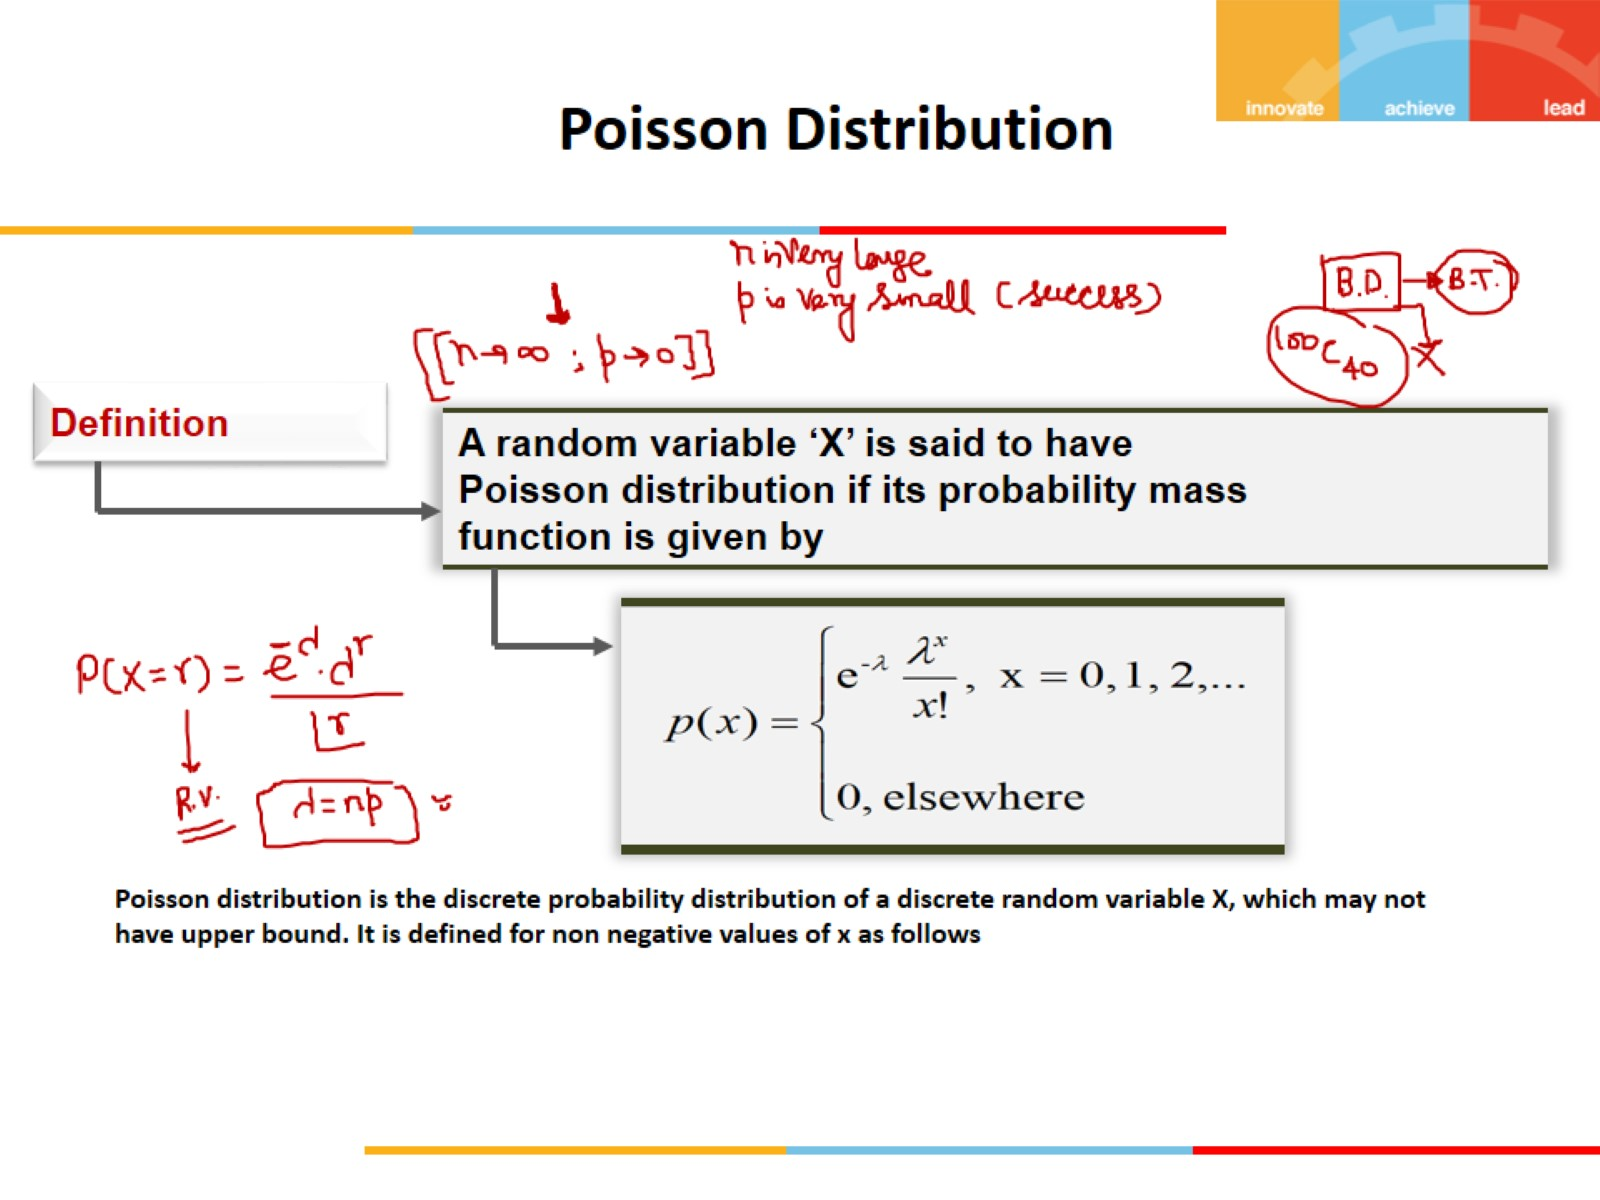 innovate achieve lead
Poisson Distribution
n is very large
p is very small (success)
[[n→∞ ; p→0]]
B.D. → B.T.
100C40 X
Definition
A random variable ‘X’ is said to have
Poisson distribution if its probability mass
function is given by
P(X=r) = e^-λ · λ^r / ⌊r
R.V.
λ=np
p(x) = { e^-λ λ^x / x! , x = 0, 1, 2,...
0, elsewhere
Poisson distribution is the discrete probability distribution of a discrete random variable X, which may not
have upper bound. It is defined for non negative values of x as follows